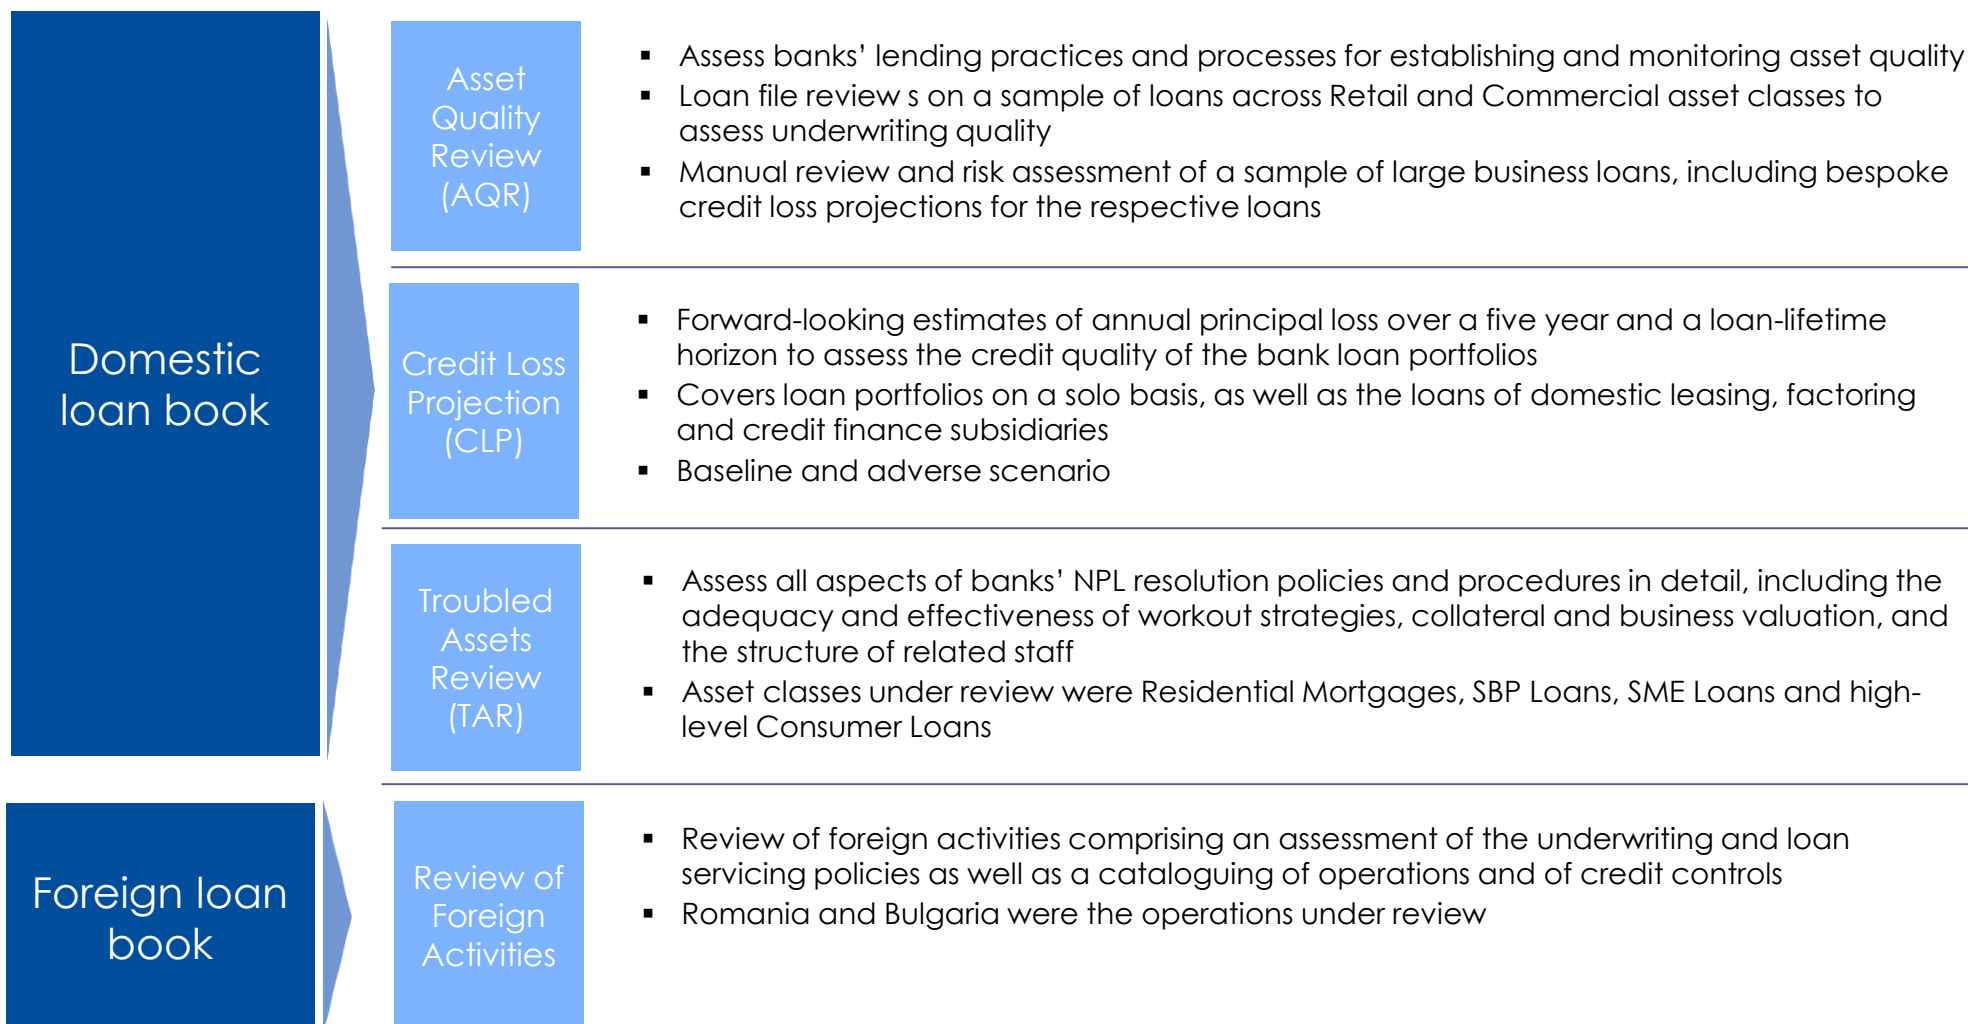 Domestic
loan book
Asset
Quality
Review
(AQR)
▪ Assess banks’ lending practices and processes for establishing and monitoring asset quality
▪ Loan file review s on a sample of loans across Retail and Commercial asset classes to
assess underwriting quality
▪ Manual review and risk assessment of a sample of large business loans, including bespoke
credit loss projections for the respective loans
Credit Loss
Projection
(CLP)
▪ Forward-looking estimates of annual principal loss over a five year and a loan-lifetime
horizon to assess the credit quality of the bank loan portfolios
▪ Covers loan portfolios on a solo basis, as well as the loans of domestic leasing, factoring
and credit finance subsidiaries
▪ Baseline and adverse scenario
Troubled
Assets
Review
(TAR)
▪ Assess all aspects of banks’ NPL resolution policies and procedures in detail, including the
adequacy and effectiveness of workout strategies, collateral and business valuation, and
the structure of related staff
▪ Asset classes under review were Residential Mortgages, SBP Loans, SME Loans and high-
level Consumer Loans
Foreign loan
book
Review of
Foreign
Activities
▪ Review of foreign activities comprising an assessment of the underwriting and loan
servicing policies as well as a cataloguing of operations and of credit controls
▪ Romania and Bulgaria were the operations under review